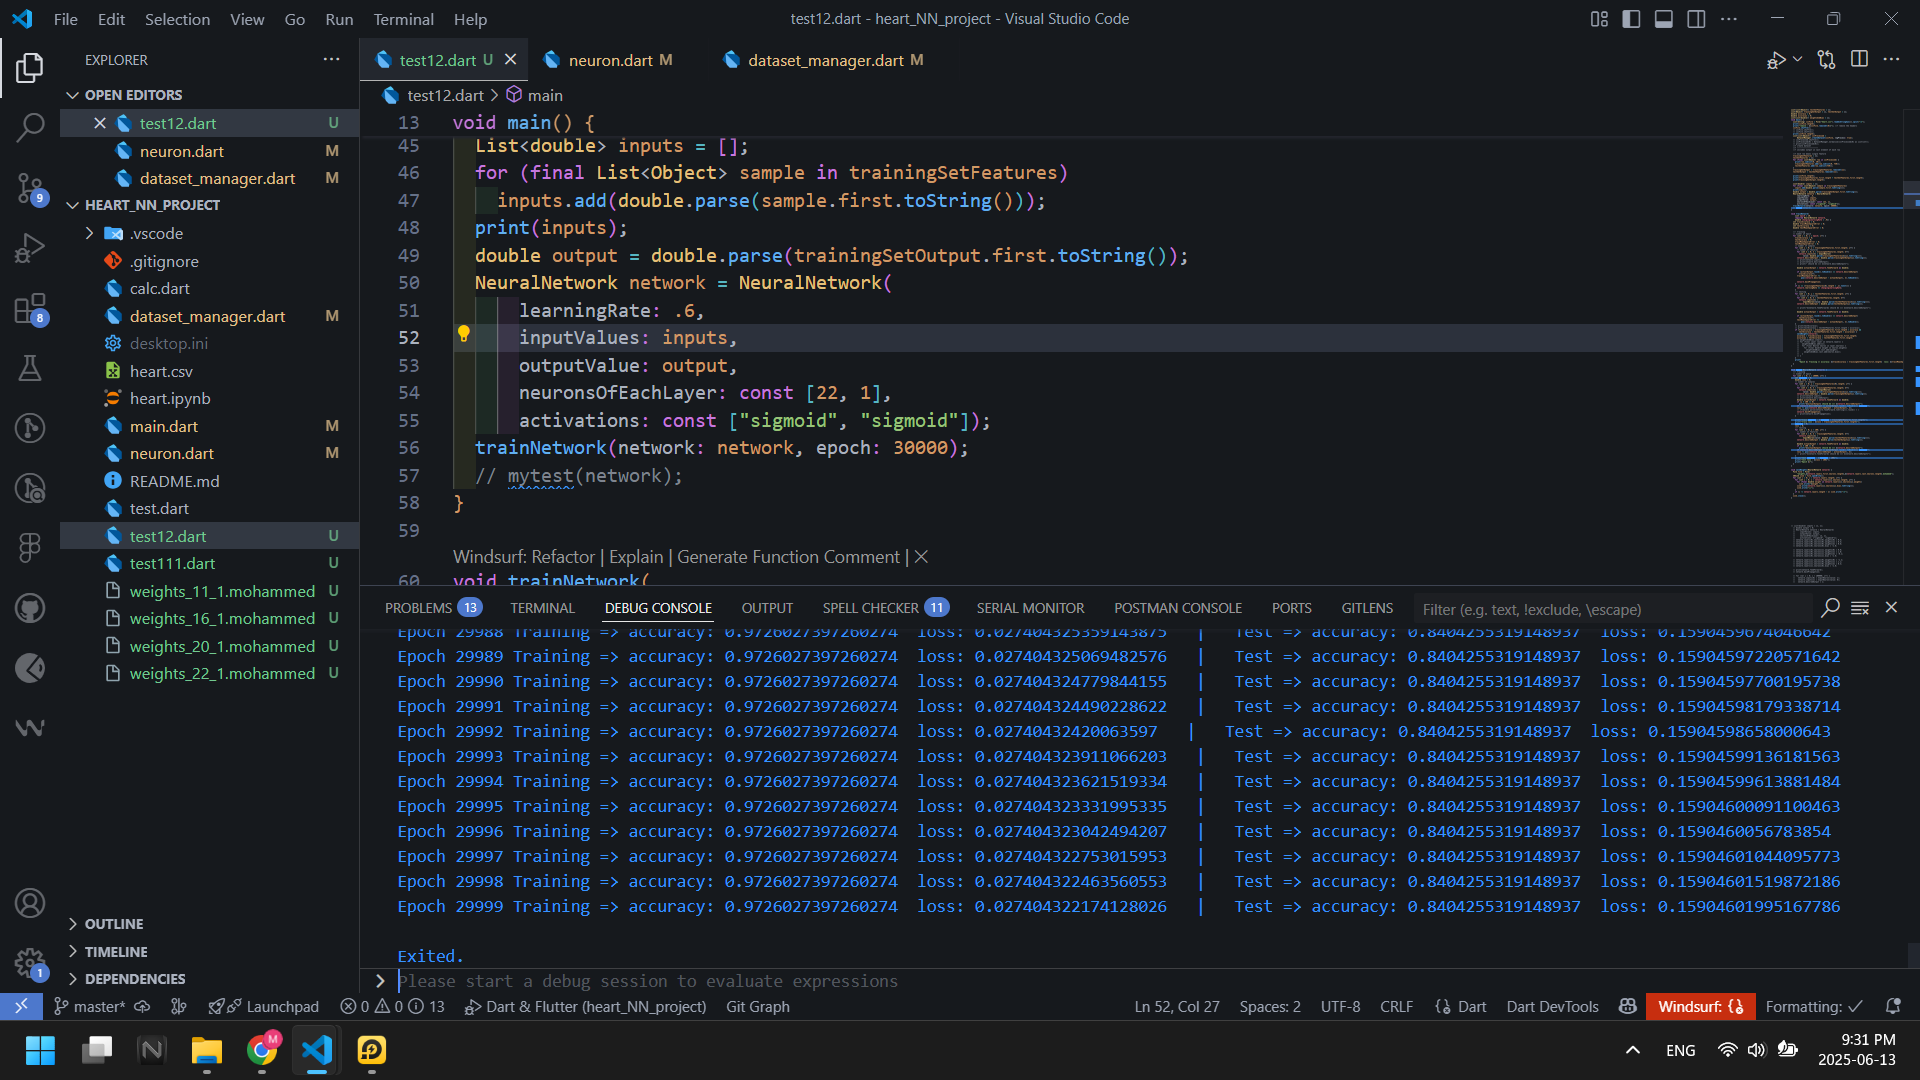 File Edit Selection View Go Run Terminal Help
test12.dart - heart_NN_project - Visual Studio Code
EXPLORER
OPEN EDITORS
test12.dart U
neuron.dart M
dataset_manager.dart M
HEART_NN_PROJECT
.vscode
.gitignore
calc.dart
dataset_manager.dart M
desktop.ini
heart.csv
heart.ipynb
main.dart M
neuron.dart M
README.md
test.dart
test12.dart U
test111.dart U
weights_11_1.mohammed U
weights_16_1.mohammed U
weights_20_1.mohammed U
weights_22_1.mohammed U
OUTLINE
TIMELINE
DEPENDENCIES
9
8
1
test12.dart U neuron.dart M dataset_manager.dart M
test12.dart > main
13 void main() {
45 List<double> inputs = [];
46 for (final List<Object> sample in trainingSetFeatures)
47 inputs.add(double.parse(sample.first.toString()));
48 print(inputs);
49 double output = double.parse(trainingSetOutput.first.toString());
50 NeuralNetwork network = NeuralNetwork(
51 learningRate: .6,
52 inputValues: inputs,
53 outputValue: output,
54 neuronsOfEachLayer: const [22, 1],
55 activations: const ["sigmoid", "sigmoid"]);
56 trainNetwork(network: network, epoch: 30000);
57 // mytest(network);
58 }
59
Windsurf: Refactor | Explain | Generate Function Comment | X
60 void trainNetwork(
PROBLEMS 13 TERMINAL DEBUG CONSOLE OUTPUT SPELL CHECKER 11 SERIAL MONITOR POSTMAN CONSOLE PORTS GITLENS Filter (e.g. text, !exclude, \escape)
Epoch 29988 Training => accuracy: 0.9726027397260274 loss: 0.027404325359143875 | Test => accuracy: 0.8404255319148937 loss: 0.1590459674046642
Epoch 29989 Training => accuracy: 0.9726027397260274 loss: 0.027404325069482576 | Test => accuracy: 0.8404255319148937 loss: 0.15904597220571642
Epoch 29990 Training => accuracy: 0.9726027397260274 loss: 0.027404324779844155 | Test => accuracy: 0.8404255319148937 loss: 0.15904597700195738
Epoch 29991 Training => accuracy: 0.9726027397260274 loss: 0.027404324490228622 | Test => accuracy: 0.8404255319148937 loss: 0.15904598179338714
Epoch 29992 Training => accuracy: 0.9726027397260274 loss: 0.02740432420063597 | Test => accuracy: 0.8404255319148937 loss: 0.15904598658000643
Epoch 29993 Training => accuracy: 0.9726027397260274 loss: 0.027404323911066203 | Test => accuracy: 0.8404255319148937 loss: 0.15904599136181563
Epoch 29994 Training => accuracy: 0.9726027397260274 loss: 0.027404323621519334 | Test => accuracy: 0.8404255319148937 loss: 0.15904599613881484
Epoch 29995 Training => accuracy: 0.9726027397260274 loss: 0.027404323331995335 | Test => accuracy: 0.8404255319148937 loss: 0.15904600091100463
Epoch 29996 Training => accuracy: 0.9726027397260274 loss: 0.027404323042494207 | Test => accuracy: 0.8404255319148937 loss: 0.1590460056783854
Epoch 29997 Training => accuracy: 0.9726027397260274 loss: 0.027404322753015953 | Test => accuracy: 0.8404255319148937 loss: 0.15904601044095773
Epoch 29998 Training => accuracy: 0.9726027397260274 loss: 0.027404322463560553 | Test => accuracy: 0.8404255319148937 loss: 0.15904601519872186
Epoch 29999 Training => accuracy: 0.9726027397260274 loss: 0.027404322174128026 | Test => accuracy: 0.8404255319148937 loss: 0.15904601995167786
Exited.
Please start a debug session to evaluate expressions
master* Launchpad 0 0 13 Dart & Flutter (heart_NN_project) Git Graph Ln 52, Col 27 Spaces: 2 UTF-8 CRLF {} Dart Dart DevTools Windsurf: {} Formatting: ✓
ENG
9:31 PM
2025-06-13